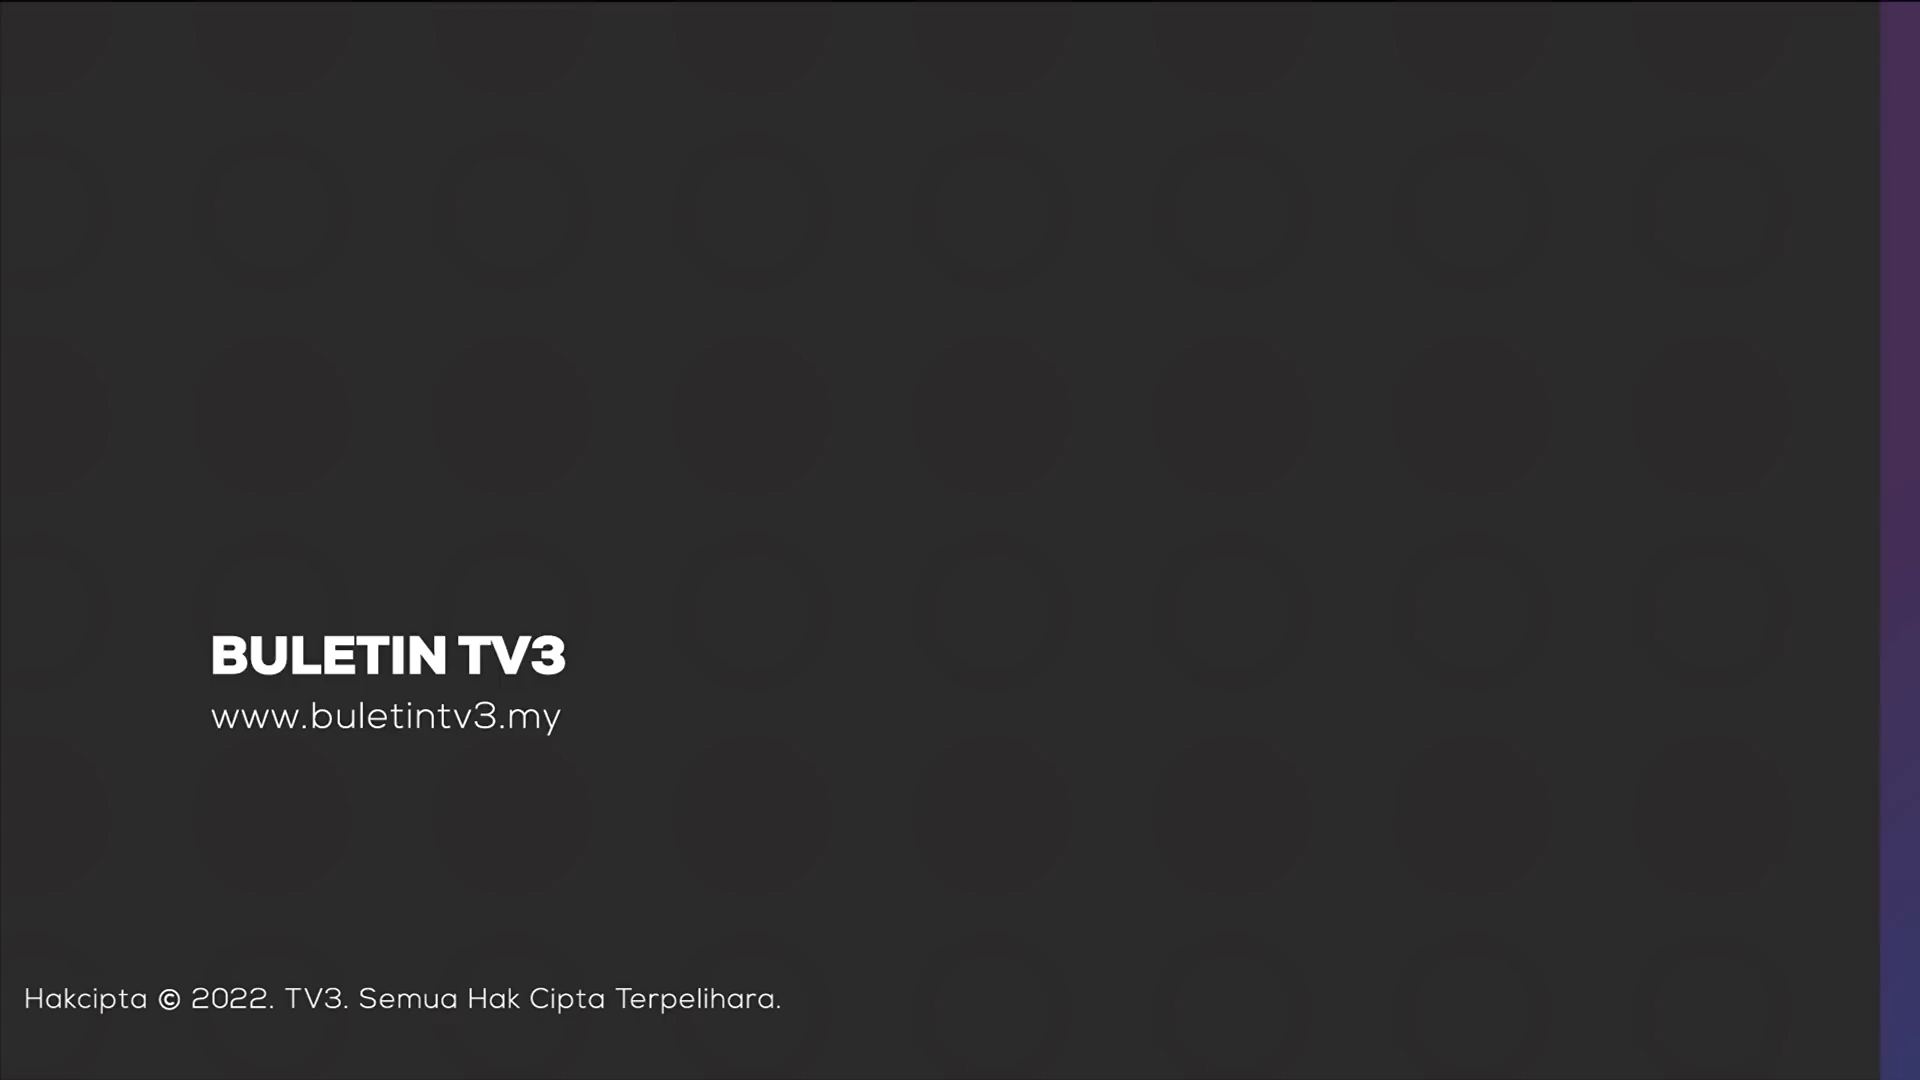 BULETIN TV3
www.buletintv3.my
Hakcipta © 2022. TV3. Semua Hak Cipta Terpelihara.